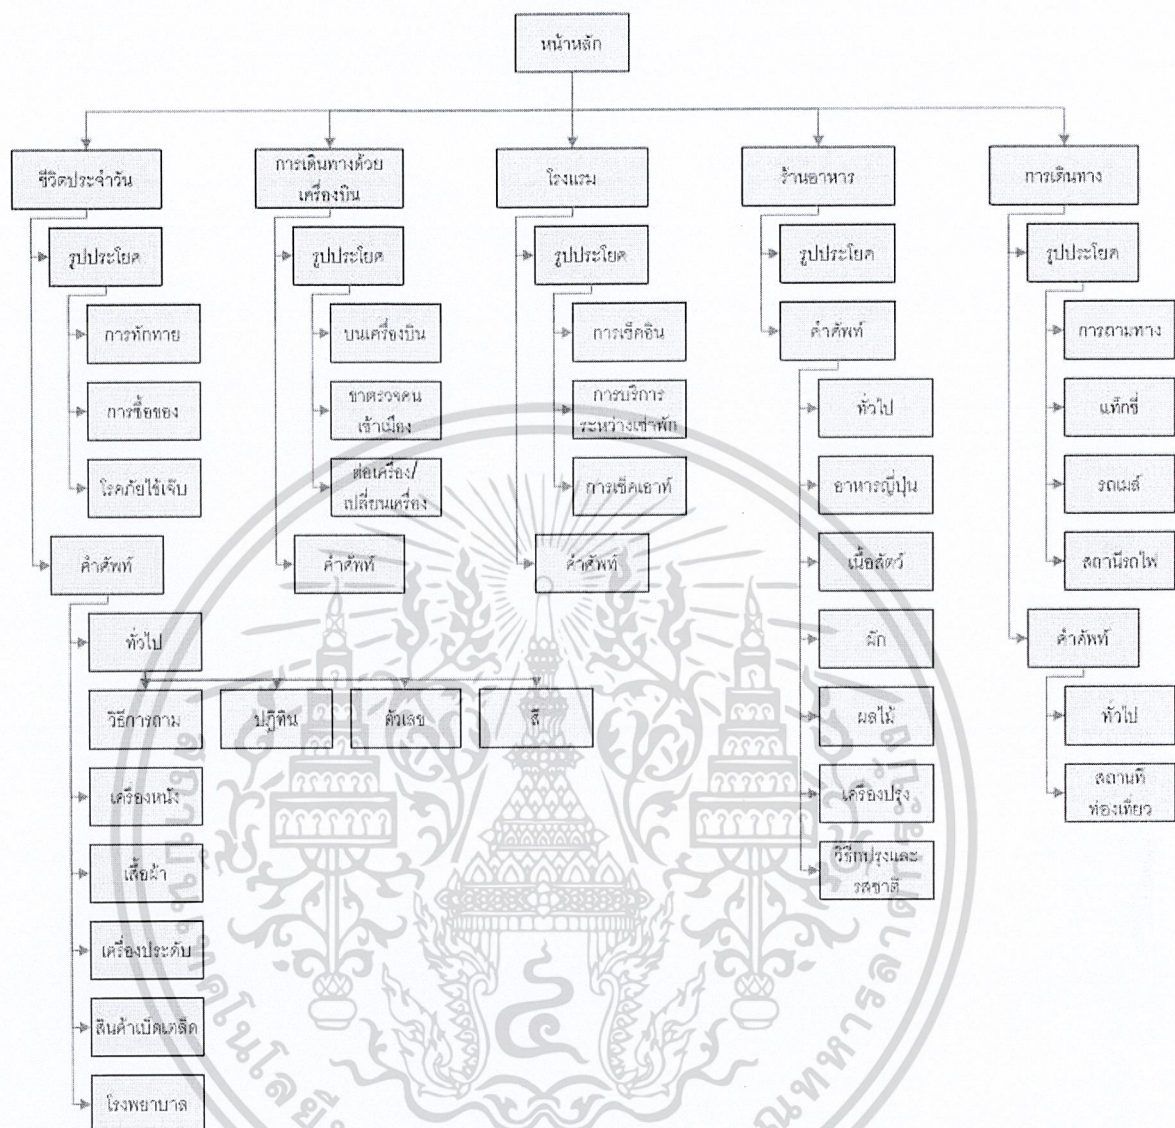 หน้าหลัก
ชีวิตประจำวัน
รูปประโยค
การทักทาย
การซื้อของ
โรคภัยไข้เจ็บ
คำศัพท์
ทั่วไป
วิธีการถาม
ปฏิทิน
ตัวเลข
สี
เครื่องหนัง
เสื้อผ้า
เครื่องประดับ
สินค้าเบ็ดเตล็ด
โรงพยาบาล
การเดินทางด้วย
เครื่องบิน
รูปประโยค
บนเครื่องบิน
ขาตรวจคน
เข้าเมือง
ต่อเครื่อง/
เปลี่ยนเครื่อง
คำศัพท์
โรงแรม
รูปประโยค
การเช็คอิน
การบริการ
ระหว่างเข้าพัก
การเช็คเอาท์
คำศัพท์
ร้านอาหาร
รูปประโยค
คำศัพท์
ทั่วไป
อาหารญี่ปุ่น
เนื้อสัตว์
ผัก
ผลไม้
เครื่องปรุง
วิธีกปรุงและ
รสชาติ
การเดินทาง
รูปประโยค
การถามทาง
แท็กซี่
รถเมล์
สถานีรถไฟ
คำศัพท์
ทั่วไป
สถานที่
ท่องเที่ยว